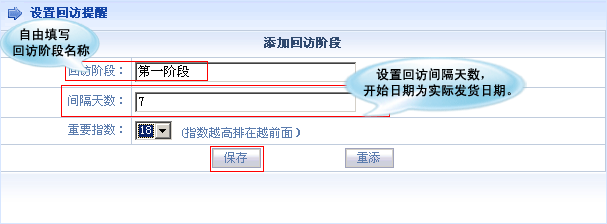 设置回访提醒
自由填写
回访阶段名称
添加回访阶段
回访阶段： 第一阶段
设置回访间隔天数，
开始日期为实际发货日期。
间隔天数： 7
重要指数： 18 (指数越高排在越前面)
保存 重添